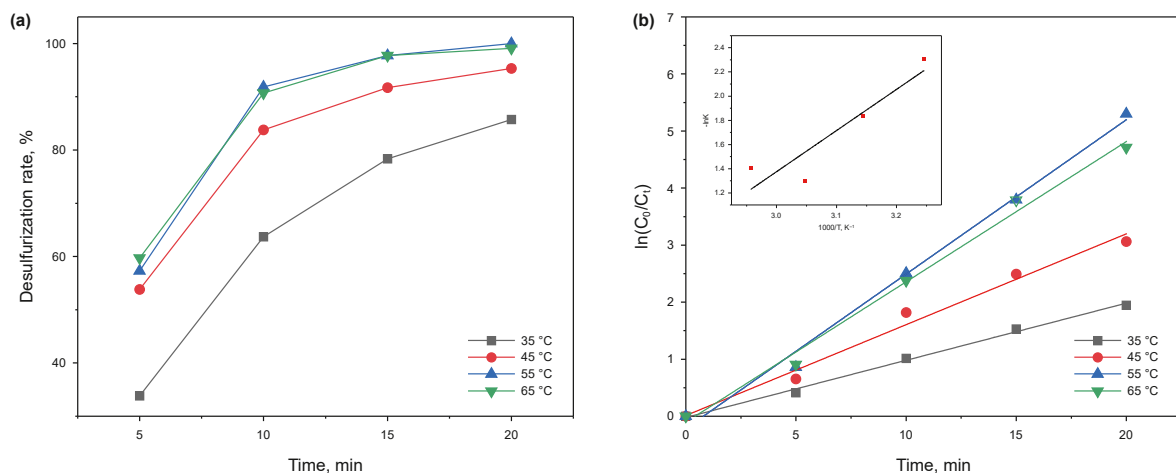 (a)
100
80
60
40
5
10
15
20
Desulfurization rate, %
Time, min
35 °C
45 °C
55 °C
65 °C
(b)
7
6
5
4
3
2
1
0
0
5
10
15
20
ln(C₀/Cₜ)
Time, min
35 °C
45 °C
55 °C
65 °C
2.4
2.2
2.0
1.8
1.6
1.4
1.2
3.0
3.1
3.2
-lnK
1000/T, K⁻¹